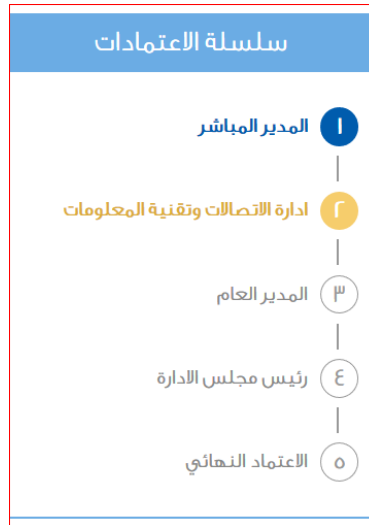 سلسلة الاعتمادات
١ المدير المباشر
٢ ادارة الاتصالات وتقنية المعلومات
٣ المدير العام
٤ رئيس مجلس الادارة
٥ الاعتماد النهائي